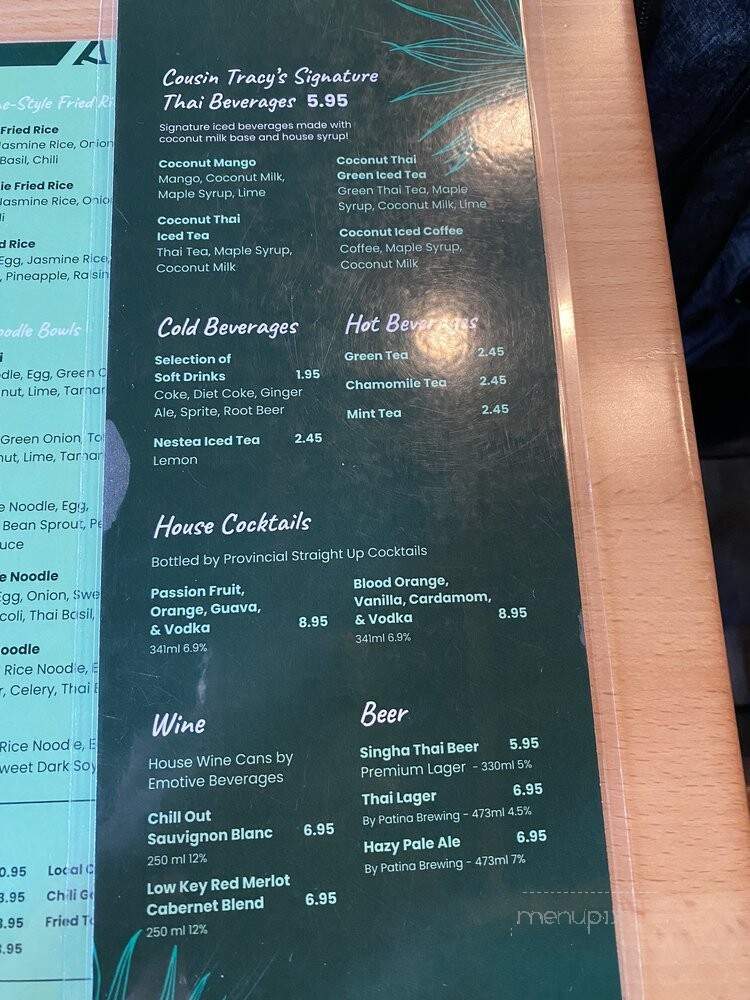 Cousin Tracy's Signature
Thai Beverages 5.95
Signature iced beverages made with
coconut milk base and house syrup!
Coconut Mango
Mango, Coconut Milk,
Maple Syrup, Lime
Coconut Thai
Iced Tea
Thai Tea, Maple Syrup,
Coconut Milk
Coconut Thai
Green Iced Tea
Green Thai Tea, Maple
Syrup, Coconut Milk, Lime
Coconut Iced Coffee
Coffee, Maple Syrup,
Coconut Milk
Cold Beverages
Selection of
Soft Drinks 1.95
Coke, Diet Coke, Ginger
Ale, Sprite, Root Beer
Nestea Iced Tea 2.45
Lemon
Hot Beverages
Green Tea 2.45
Chamomile Tea 2.45
Mint Tea 2.45
House Cocktails
Bottled by Provincial Straight Up Cocktails
Passion Fruit,
Orange, Guava,
& Vodka 8.95
341ml 6.9%
Blood Orange,
Vanilla, Cardamom,
& Vodka 8.95
341ml 6.9%
Wine
House Wine Cans by
Emotive Beverages
Chill Out
Sauvignon Blanc 6.95
250 ml 12%
Low Key Red Merlot
Cabernet Blend 6.95
250 ml 12%
Beer
Singha Thai Beer 5.95
Premium Lager - 330ml 5%
Thai Lager 6.95
By Patina Brewing - 473ml 4.5%
Hazy Pale Ale 6.95
By Patina Brewing - 473ml 7%
-Style Fried
Fried Rice
Jasmine Rice, Onion
Basil, Chili
Fried Rice
Jasmine Rice,
Rice
Egg, Jasmine Rice,
Pineapple, Raisin
Bowls
Egg, Green
Lime,
Green Onion,
Lime,
Noodle, Egg,
Bean Sprout,
Noodle
Egg, Onion,
Thai Basil,
Rice Noodle,
Celery, Thai
Rice Noodle,
Sweet Dark Soy
Local
Chili
Fried